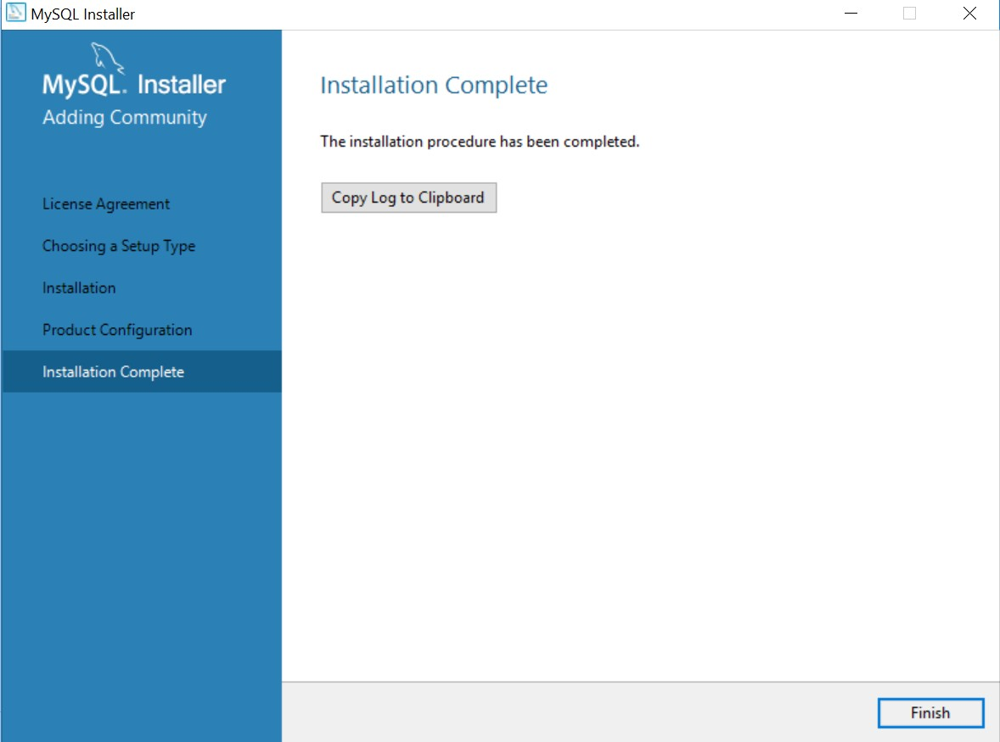 MySQL Installer
MySQL. Installer
Adding Community
License Agreement
Choosing a Setup Type
Installation
Product Configuration
Installation Complete
Installation Complete
The installation procedure has been completed.
Copy Log to Clipboard
Finish